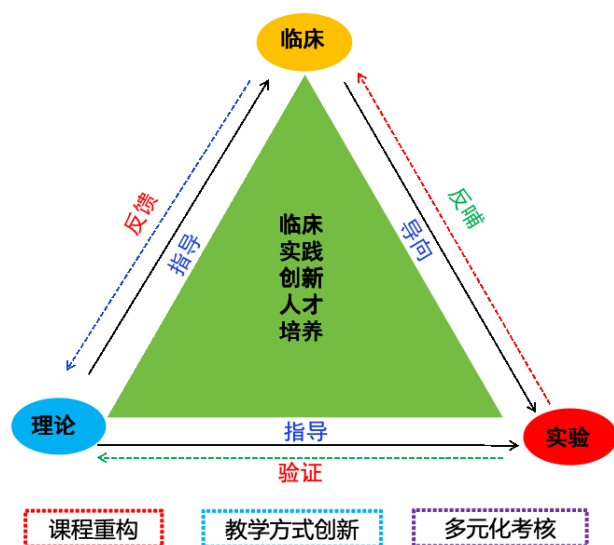 临床
反馈
指导
反哺
导向
临床
实践
创新
人才
培养
理论
指导
实验
验证
课程重构
教学方式创新
多元化考核